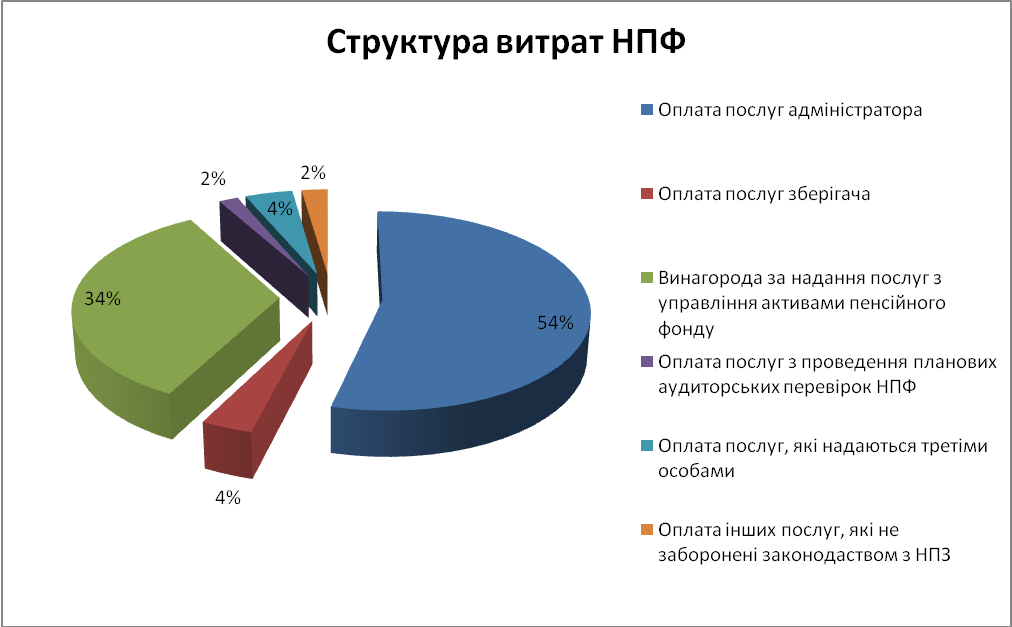 Структура витрат НПФ
Оплата послуг адміністратора
Оплата послуг зберігача
Винагорода за надання послуг з
управління активами пенсійного
фонду
Оплата послуг з проведення планових
аудиторських перевірок НПФ
Оплата послуг, які надаються третіми
особами
Оплата інших послуг, які не
заборонені законодаством з НПЗ
2%
2%
4%
34%
54%
4%